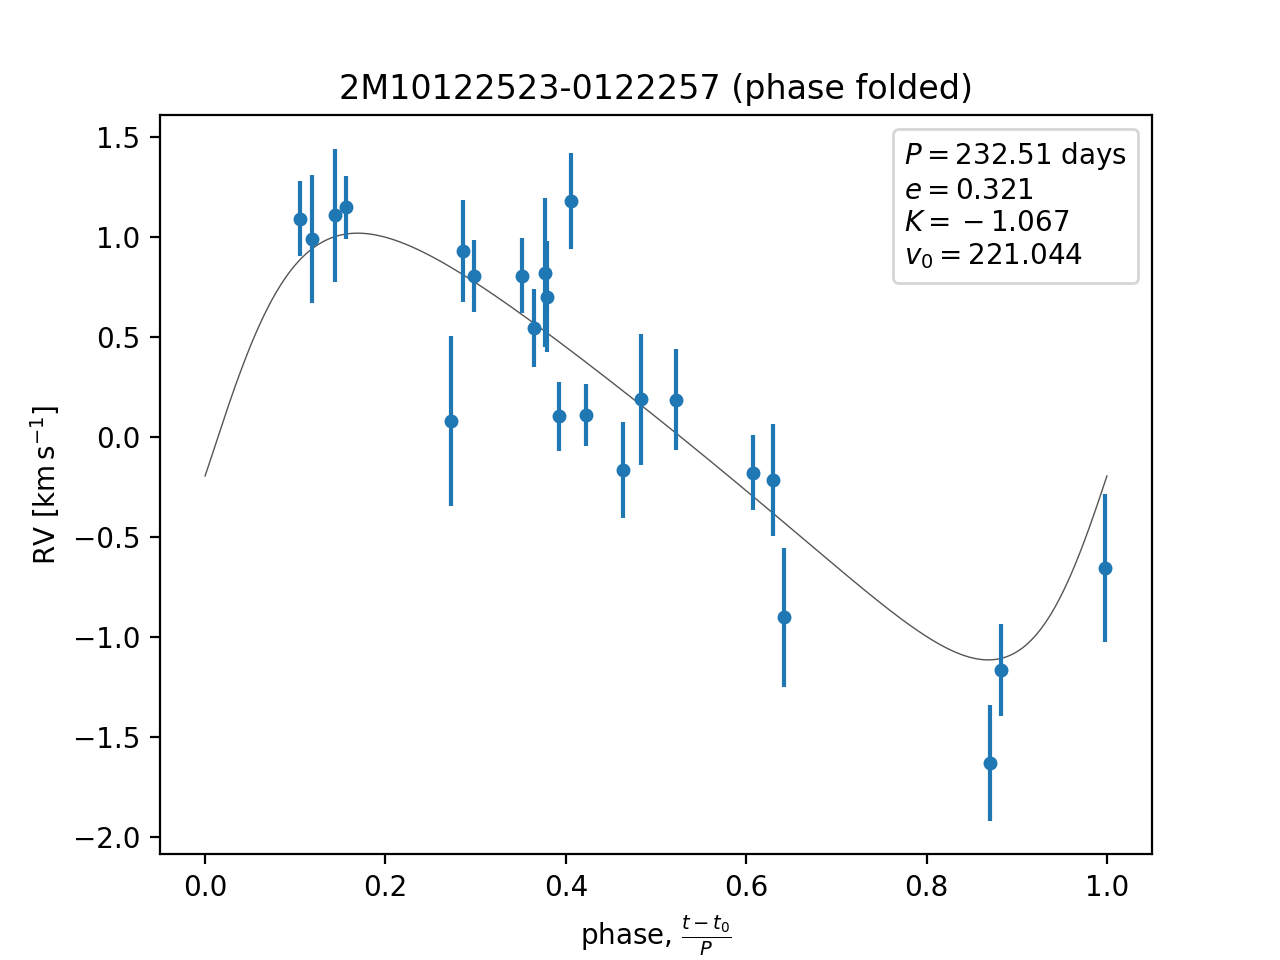 2M10122523-0122257 (phase folded)
P = 232.51 days
e = 0.321
K = −1.067
v₀ = 221.044
RV [km s⁻¹]
1.5
1.0
0.5
0.0
−0.5
−1.0
−1.5
−2.0
0.0 0.2 0.4 0.6 0.8 1.0
phase, (t − t₀)/P